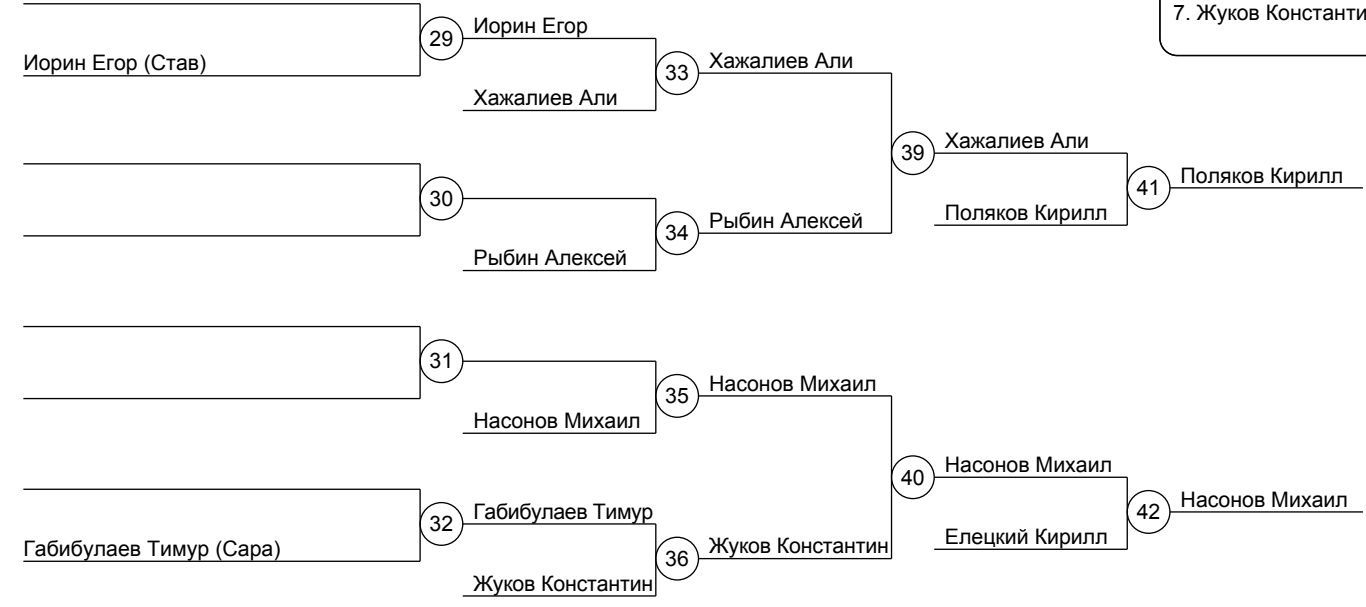 7. Жуков Константи
29 Иорин Егор
Иорин Егор (Став)
33 Хажалиев Али
Хажалиев Али
39 Хажалиев Али
41 Поляков Кирилл
30
Поляков Кирилл
34 Рыбин Алексей
Рыбин Алексей
31
35 Насонов Михаил
Насонов Михаил
40 Насонов Михаил
42 Насонов Михаил
32 Габибулаев Тимур
Елецкий Кирилл
Габибулаев Тимур (Сара)
36 Жуков Константин
Жуков Константин